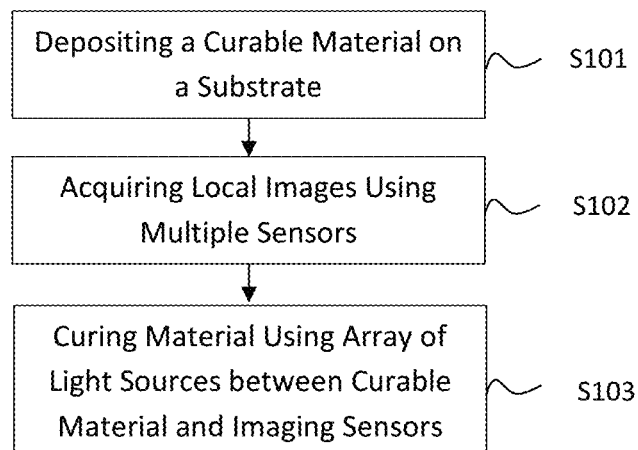 Depositing a Curable Material on
a Substrate
S101
Acquiring Local Images Using
Multiple Sensors
S102
Curing Material Using Array of
Light Sources between Curable
Material and Imaging Sensors
S103